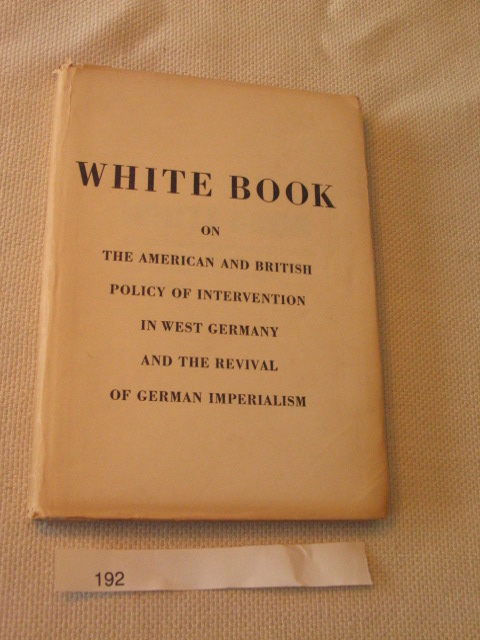 WHITE BOOK
ON
THE AMERICAN AND BRITISH
POLICY OF INTERVENTION
IN WEST GERMANY
AND THE REVIVAL
OF GERMAN IMPERIALISM
192